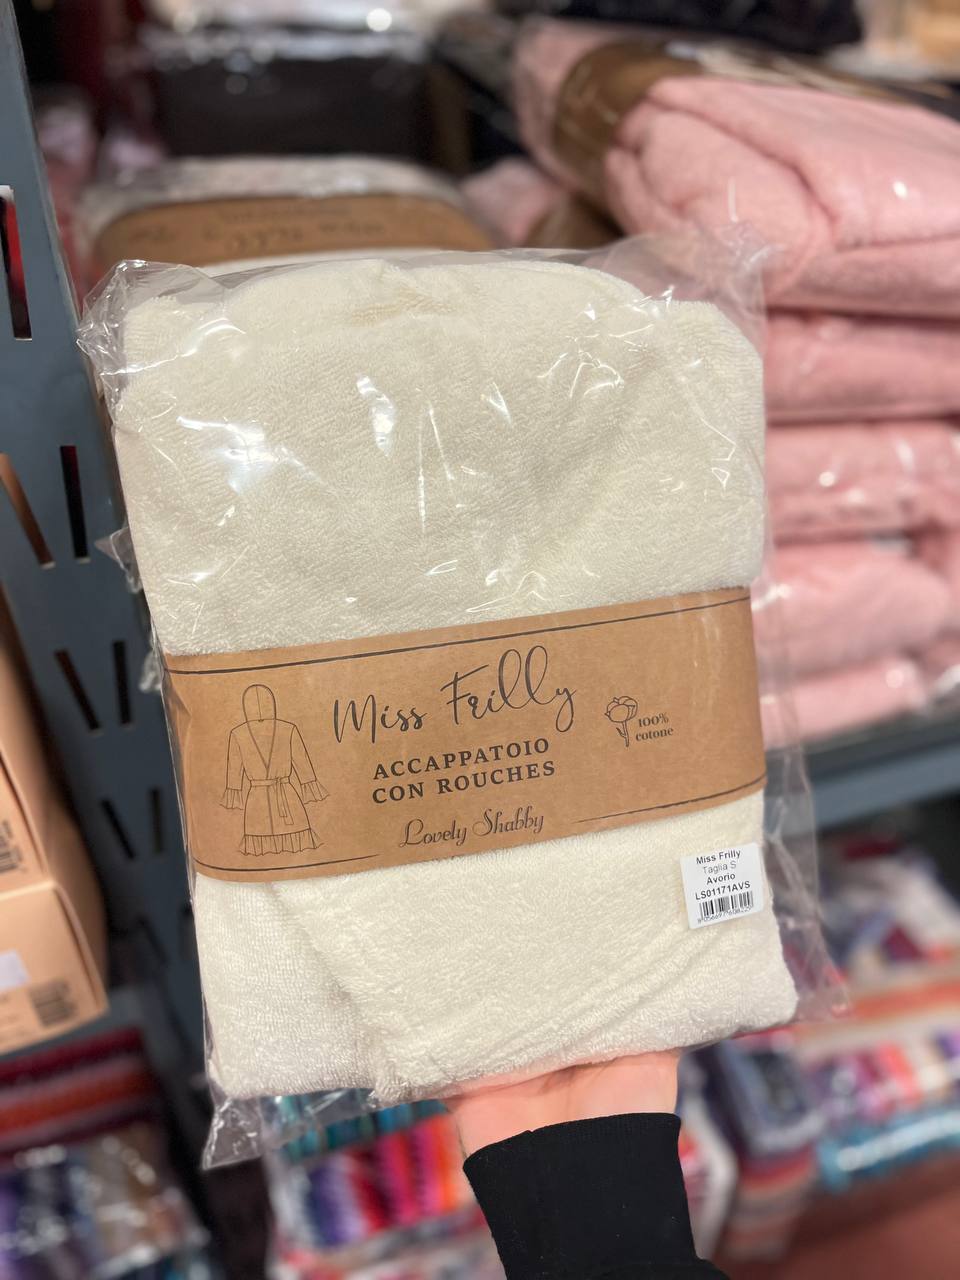 Miss Frilly
ACCAPPATOIO
CON ROUCHES
Lovely Shabby
100%
cotone
Miss Frilly
Taglia S
Avorio
LS01171AVS